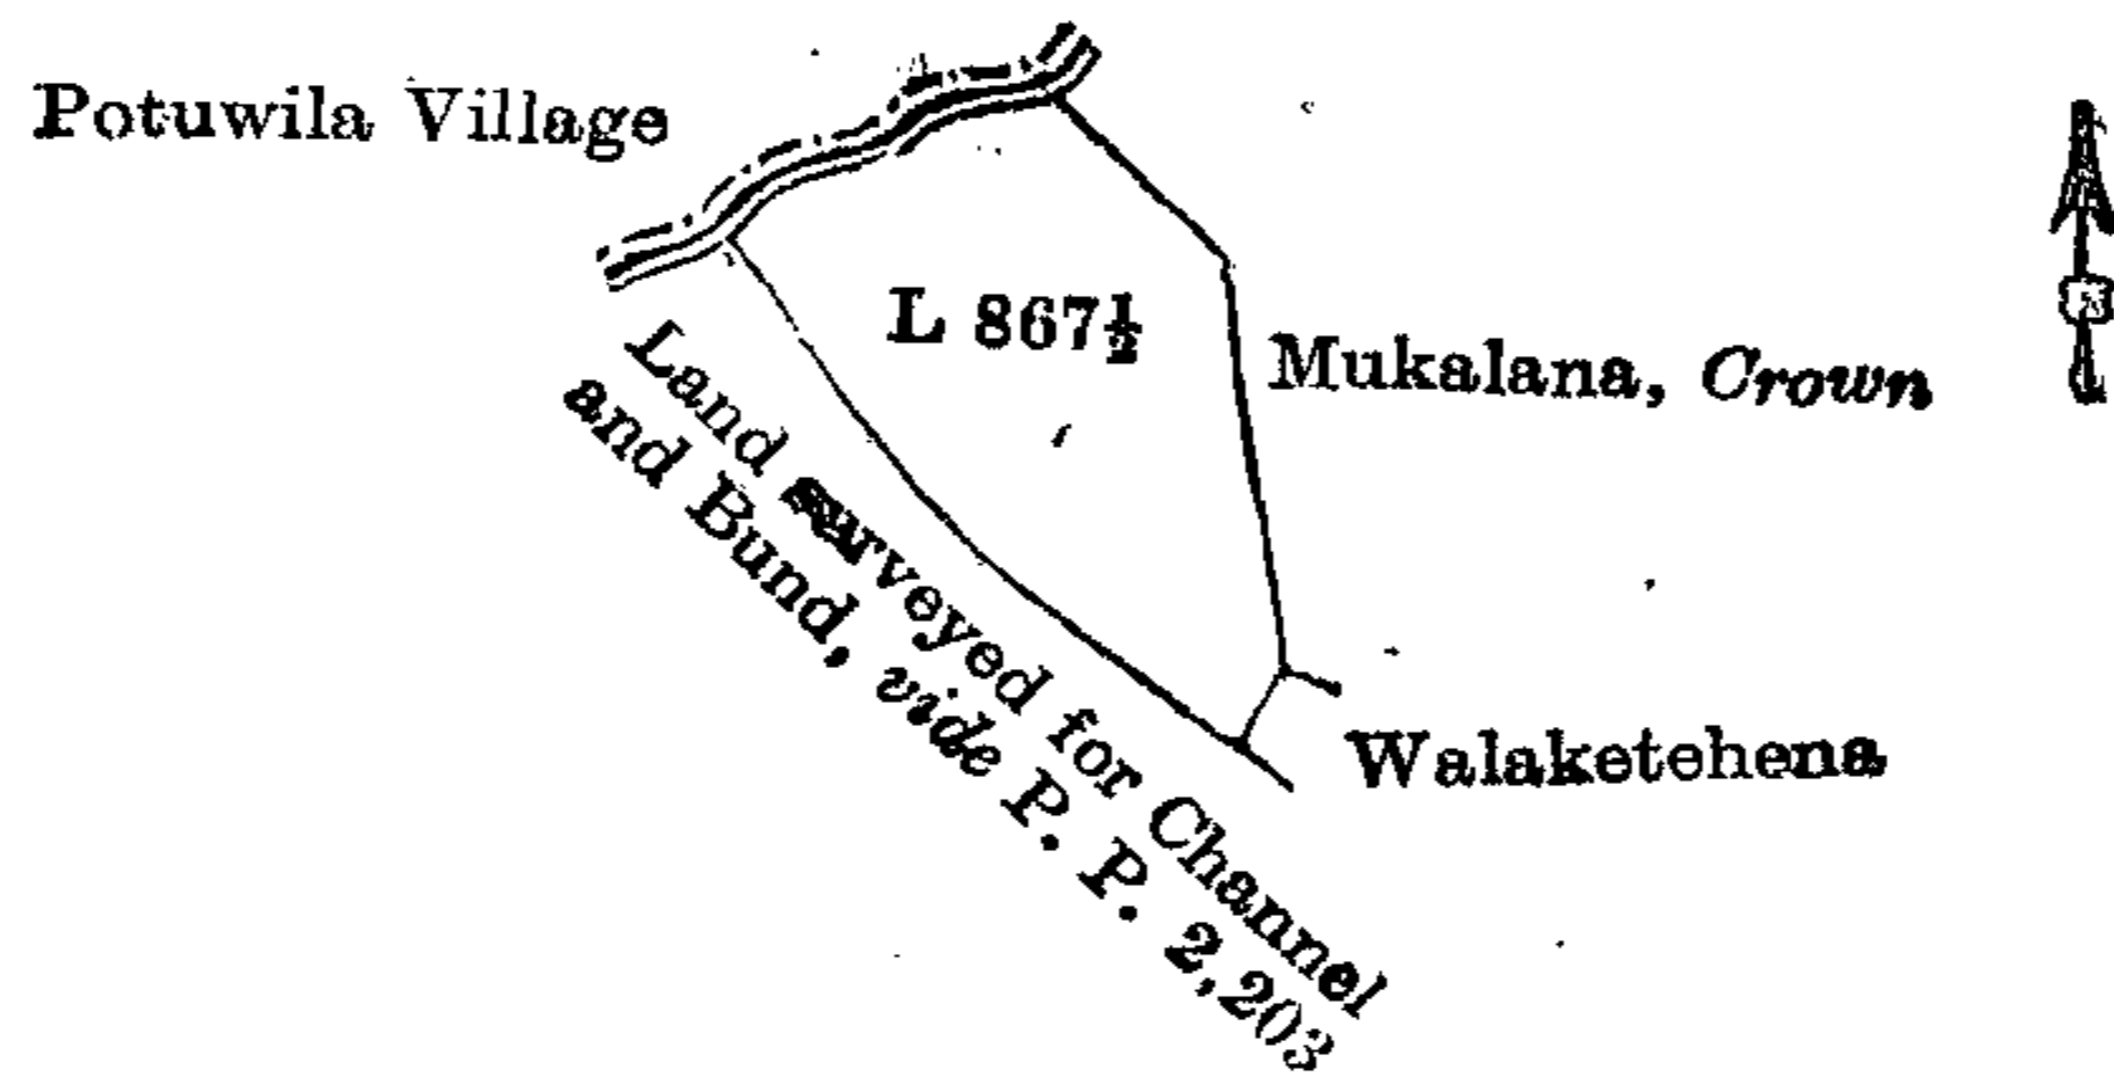 Potuwila Village
L 867½
Mukalana, Crown
Land surveyed for Channel
and Bund, vide P. P. 2,203
Walaketehena